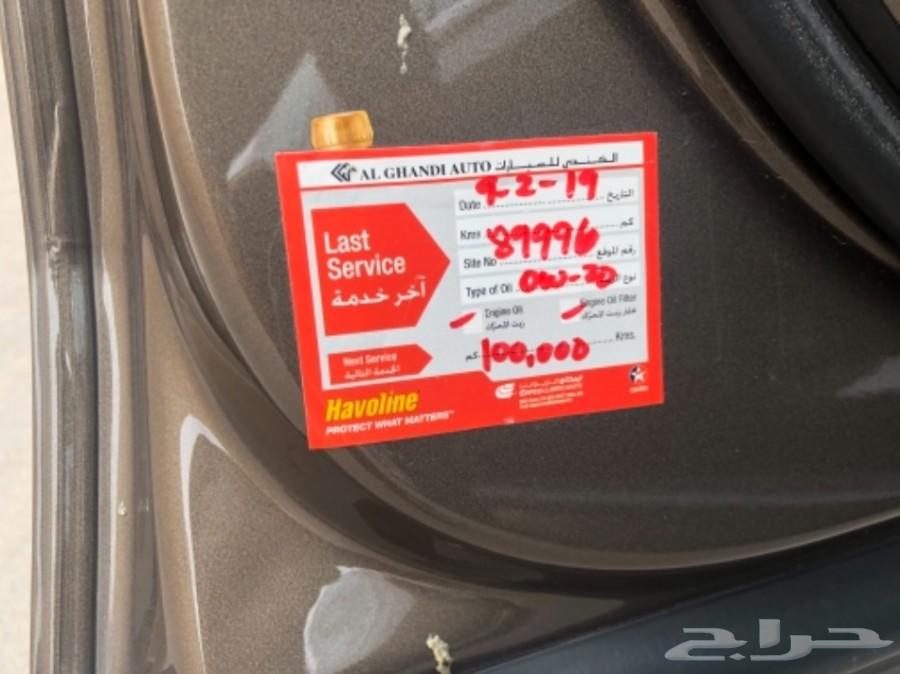 AL GHANDI AUTO الغندي للسيارات
Date 9-2-19 التاريخ
Last Service
آخر خدمة
Kms 89996 كم
Site No رقم الموقع
Type of Oil 0W-20 نوع
Engine Oil
زيت المحرك
Engine Oil Filter
فلتر زيت المحرك
Next Service
الخدمة التالية
كم 100,000 Kms.
Havoline
PROTECT WHAT MATTERS™
حراج